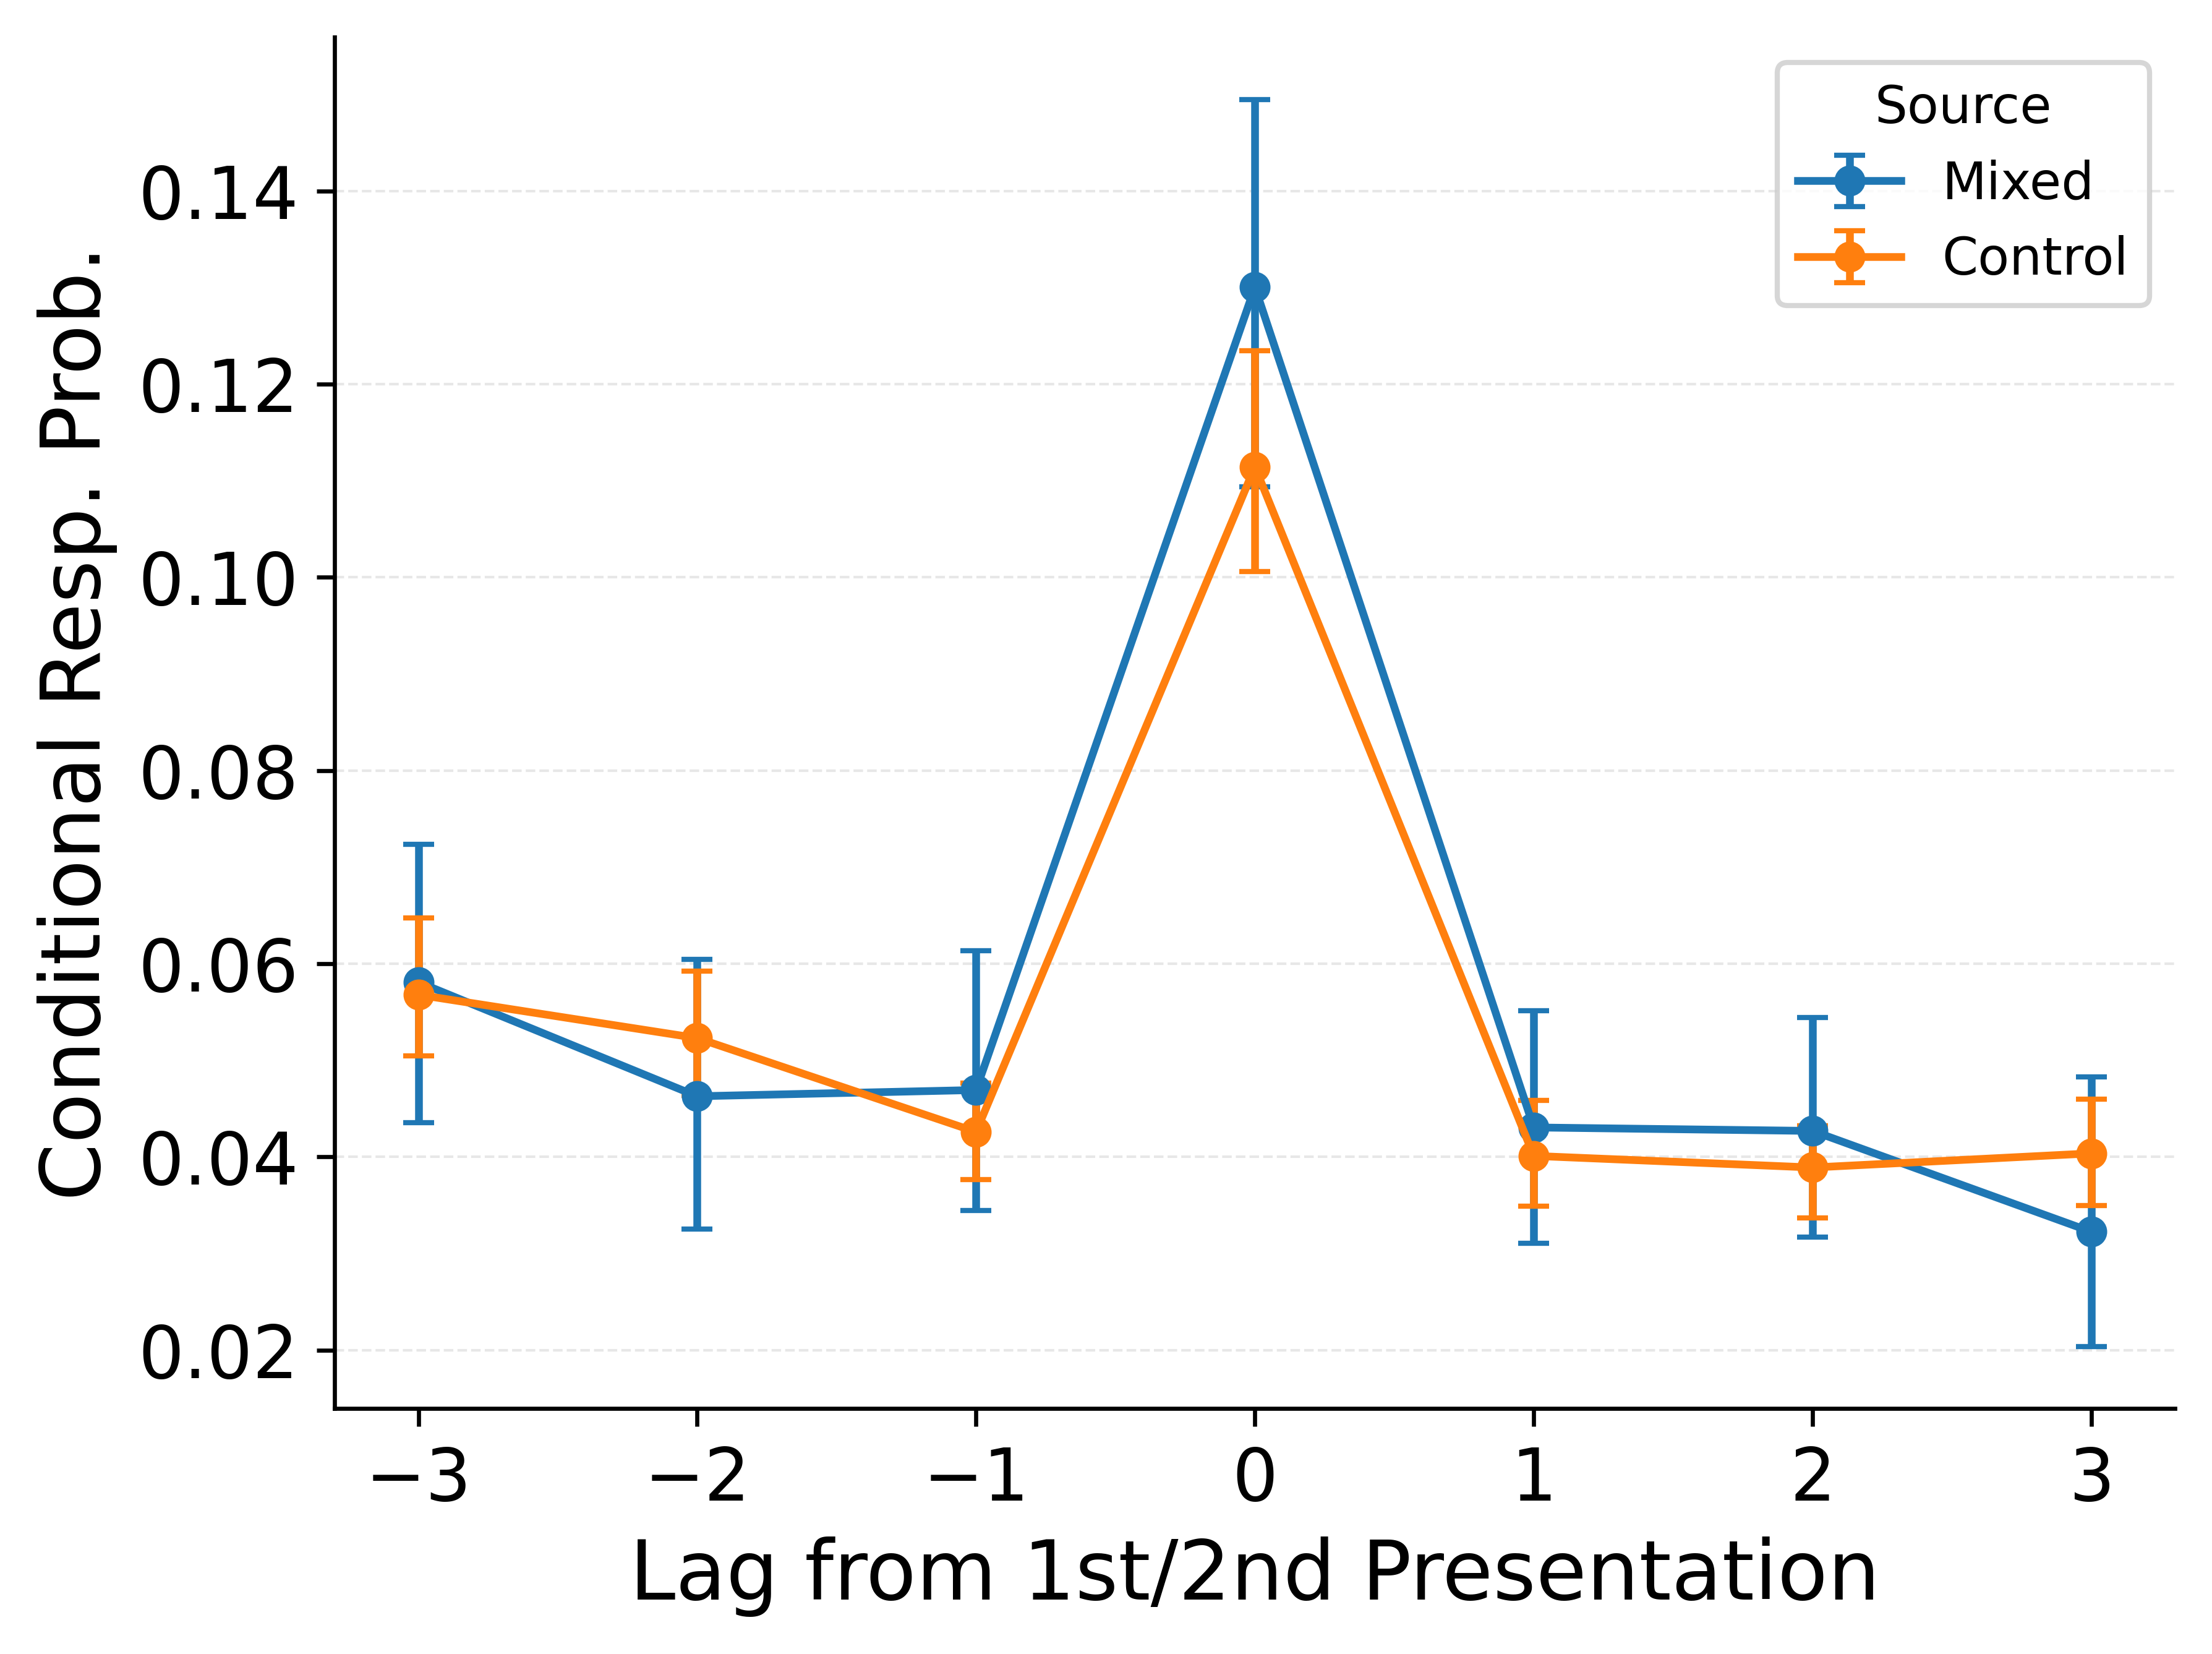 Conditional Resp. Prob.
0.14
0.12
0.10
0.08
0.06
0.04
0.02
Source
Mixed
Control
−3 −2 −1 0 1 2 3
Lag from 1st/2nd Presentation